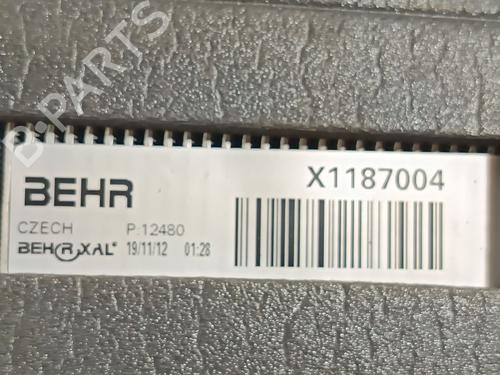 B-PARTS
BEHR
X1187004
CZECH P:12480
BEHR XAL® 19/11/12 01:28